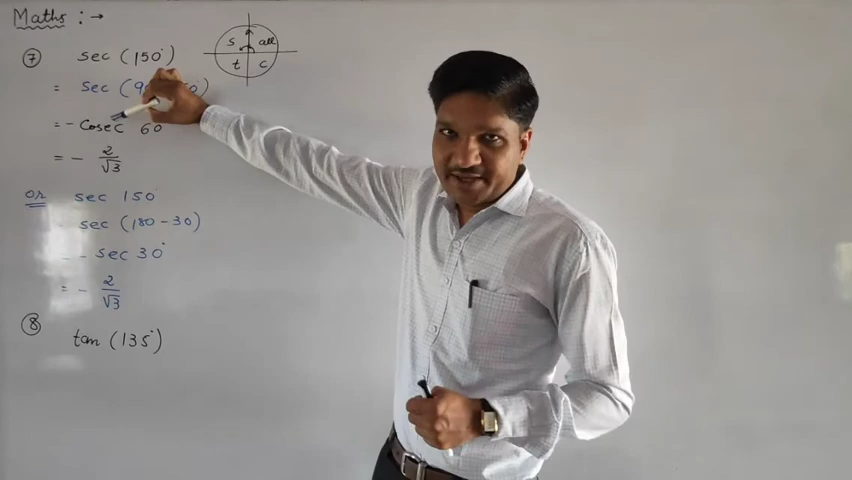 Maths :→
⑦ sec (150°)
= sec (90
= - Cosec 60
= - 2/√3
Or sec 150°
sec (180 - 30)
- sec 30°
= - 2/√3
⑧ tan (135°)
s all
t c